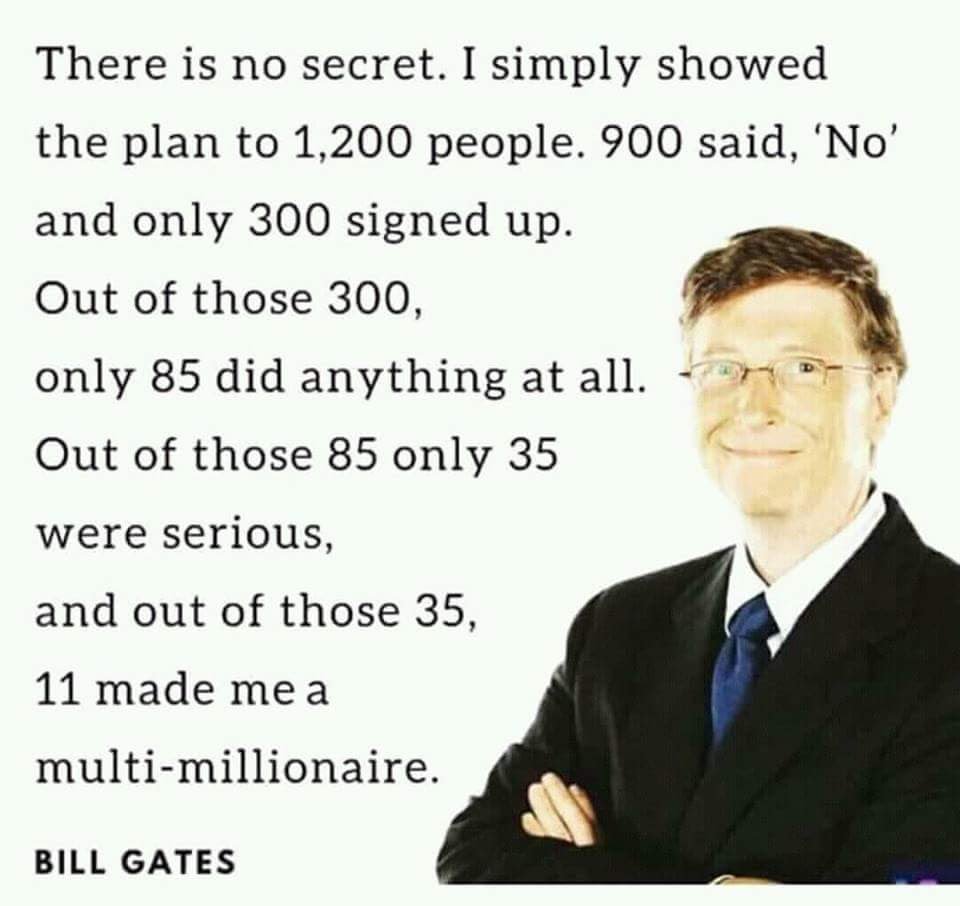 There is no secret. I simply showed
the plan to 1,200 people. 900 said, ‘No’
and only 300 signed up.
Out of those 300,
only 85 did anything at all.
Out of those 85 only 35
were serious,
and out of those 35,
11 made me a
multi-millionaire.
BILL GATES